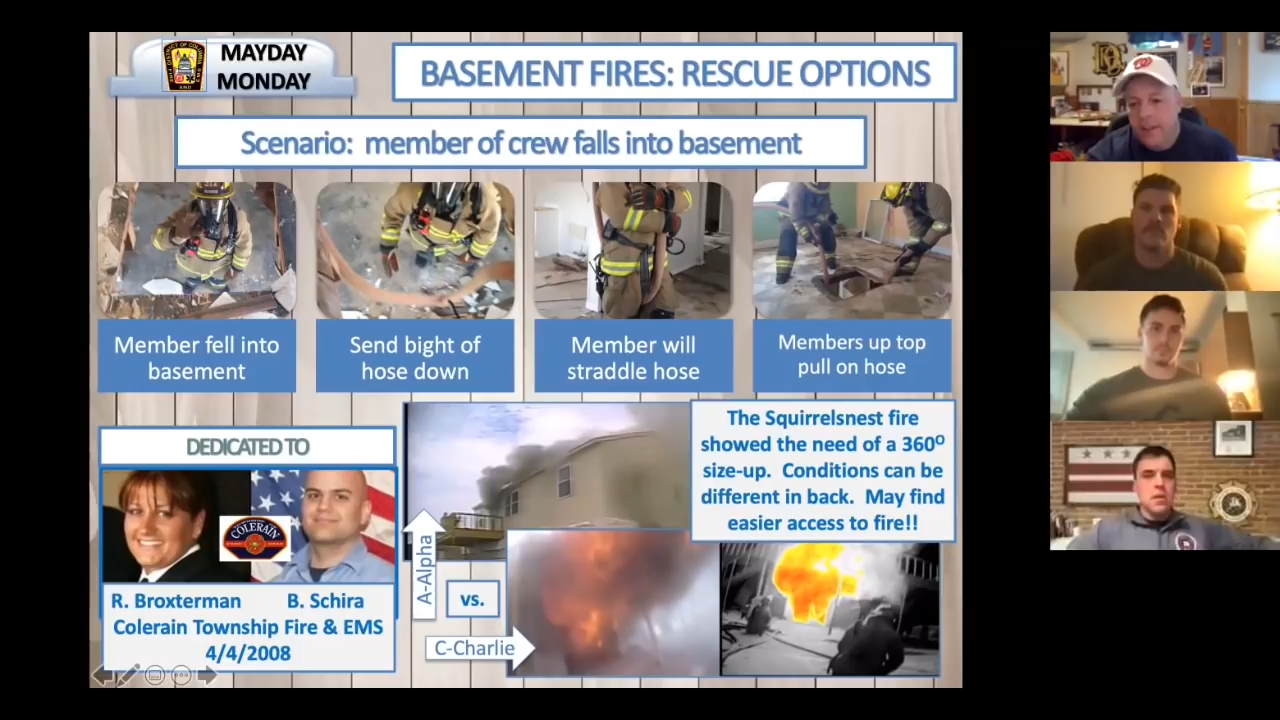 MAYDAY
MONDAY
BASEMENT FIRES: RESCUE OPTIONS
Scenario: member of crew falls into basement
Member fell into
basement
Send bight of
hose down
Member will
straddle hose
Members up top
pull on hose
DEDICATED TO
COLERAIN
R. Broxterman B. Schira
Colerain Township Fire & EMS
4/4/2008
A-Alpha
vs.
C-Charlie
The Squirrelsnest fire
showed the need of a 360⁰
size-up. Conditions can be
different in back. May find
easier access to fire!!
W